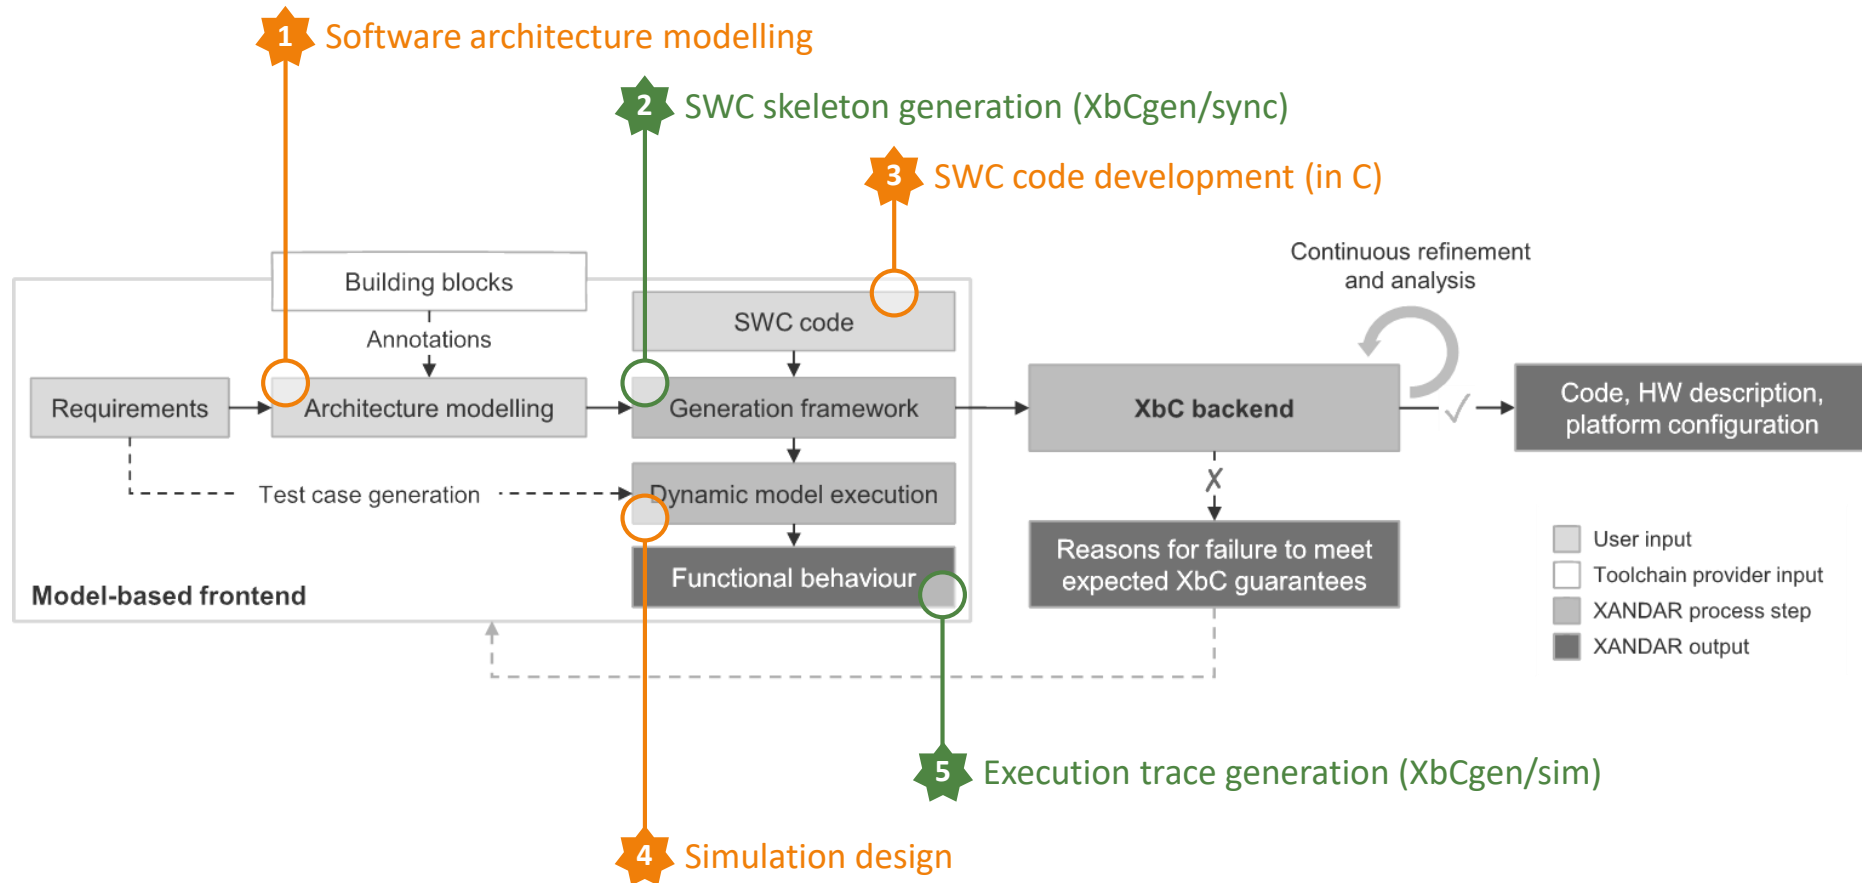 1 Software architecture modelling
2 SWC skeleton generation (XbCgen/sync)
3 SWC code development (in C)
Building blocks
Annotations
SWC code
Continuous refinement
and analysis
Requirements
Architecture modelling
Generation framework
XbC backend
✓
Code, HW description,
platform configuration
Test case generation
Dynamic model execution
✗
Functional behaviour
Reasons for failure to meet
expected XbC guarantees
Model-based frontend
User input
Toolchain provider input
XANDAR process step
XANDAR output
5 Execution trace generation (XbCgen/sim)
4 Simulation design